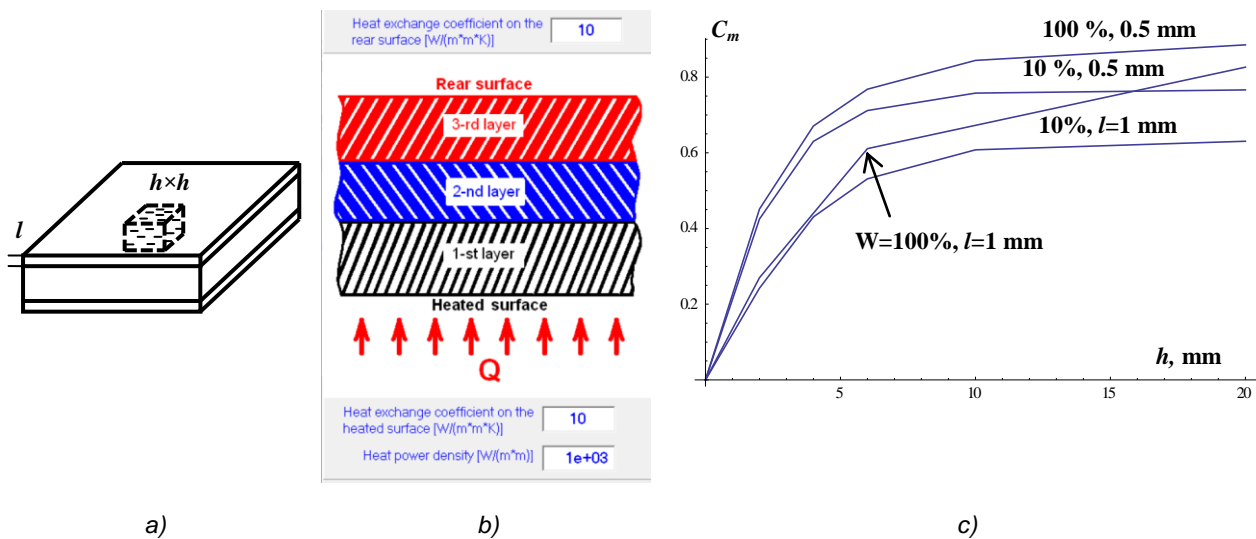 h×h
l
a)
Heat exchange coefficient on the
rear surface [W/(m*m*K]
10
Rear surface
3-rd layer
2-nd layer
1-st layer
Heated surface
Q
Heat exchange coefficient on the
heated surface [W/(m*m*K]
10
Heat power density [W/(m*m]
1e+03
b)
C_m
100 %, 0.5 mm
10 %, 0.5 mm
10%, l=1 mm
W=100%, l=1 mm
h, mm
0.8
0.6
0.4
0.2
5
10
15
20
c)